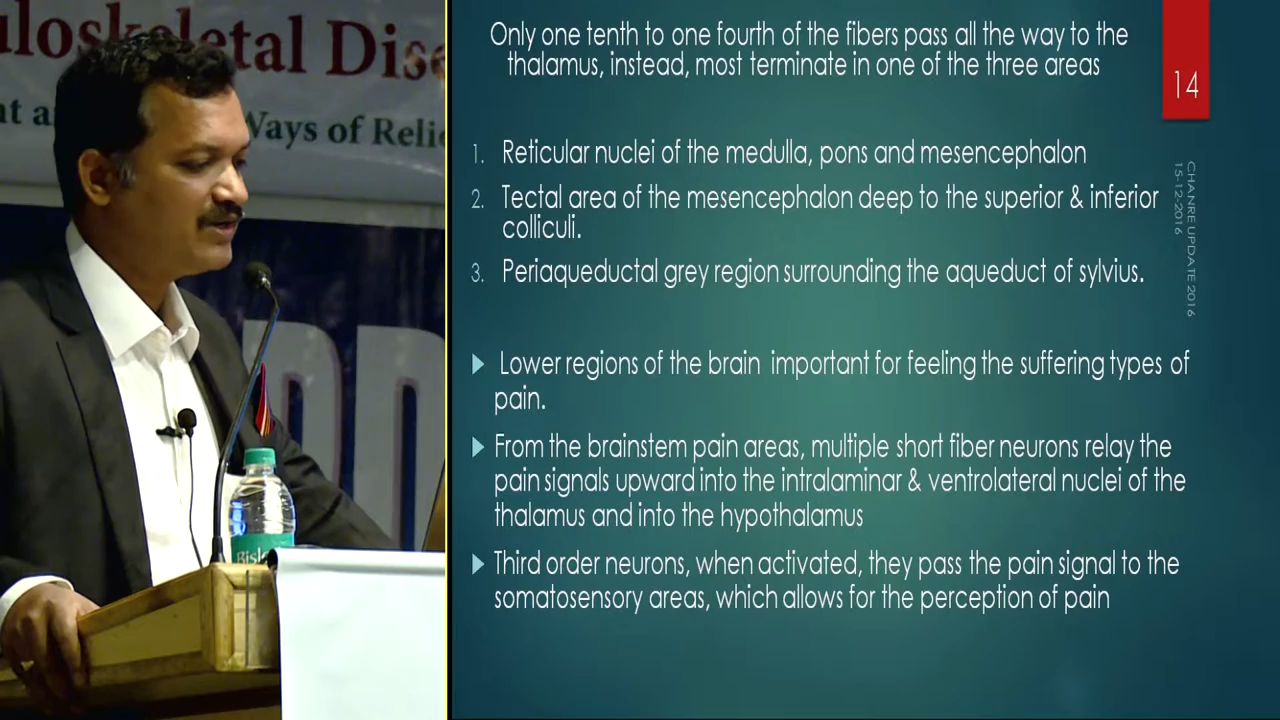 Only one tenth to one fourth of the fibers pass all the way to the
thalamus, instead, most terminate in one of the three areas
14
1. Reticular nuclei of the medulla, pons and mesencephalon
2. Tectal area of the mesencephalon deep to the superior & inferior
colliculi.
3. Periaqueductal grey region surrounding the aqueduct of sylvius.
CHANRE UPDATE 2016
15-12-2016
Lower regions of the brain important for feeling the suffering types of
pain.
From the brainstem pain areas, multiple short fiber neurons relay the
pain signals upward into the intralaminar & ventrolateral nuclei of the
thalamus and into the hypothalamus
Third order neurons, when activated, they pass the pain signal to the
somatosensory areas, which allows for the perception of pain
Ways of